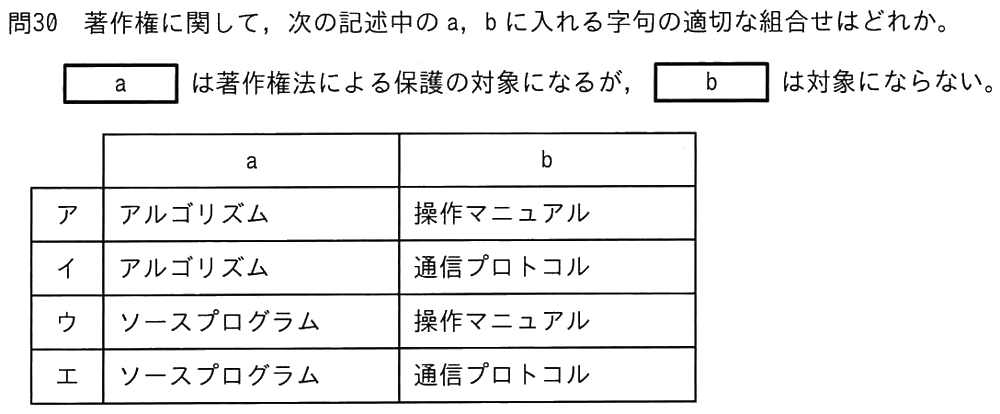 問30 著作権に関して，次の記述中の a，b に入れる字句の適切な組合せはどれか。
a は著作権法による保護の対象になるが， b は対象にならない。
a b
ア アルゴリズム 操作マニュアル
イ アルゴリズム 通信プロトコル
ウ ソースプログラム 操作マニュアル
エ ソースプログラム 通信プロトコル